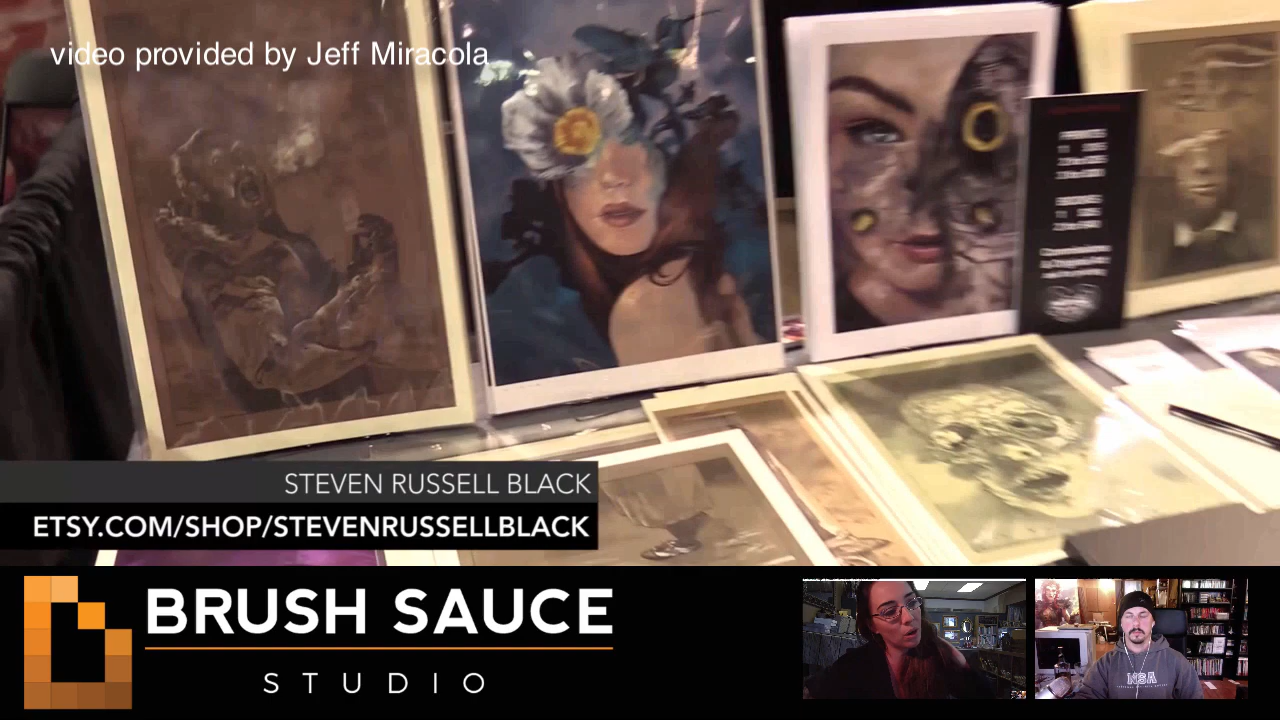 video provided by Jeff Miracola
STEVEN RUSSELL BLACK
ETSY.COM/SHOP/STEVENRUSSELLBLACK
BRUSH SAUCE
STUDIO